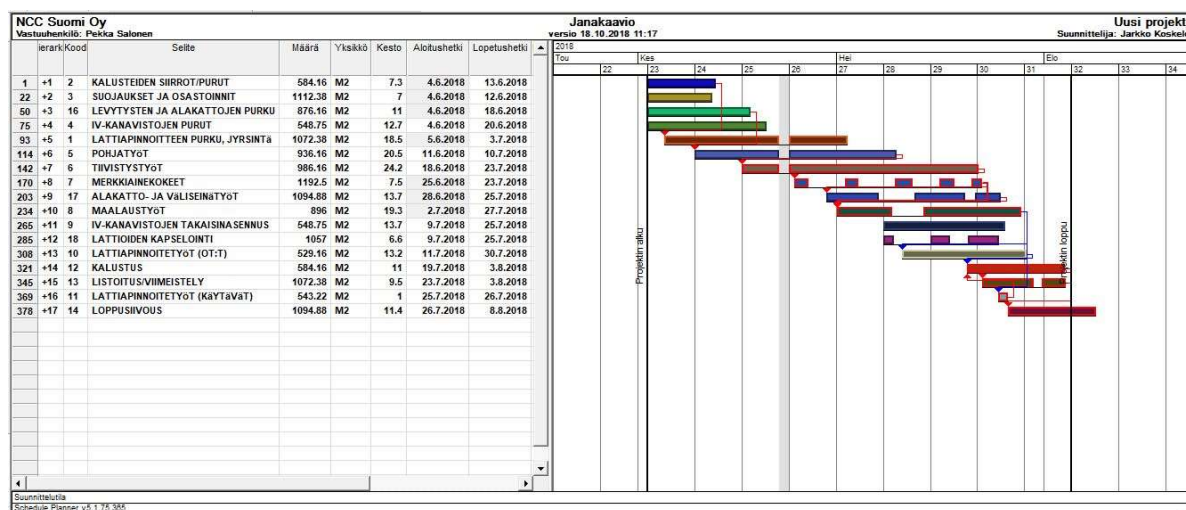 NCC Suomi Oy Janakaavio Uusi projekt
Vastuuhenkilö: Pekka Salonen versio 18.10.2018 11:17 Suunnittelija: Jarkko Koskel
ierark Kood Selite Määrä Yksikkö Kesto Aloitushetki Lopetushetki
2018
Tou Kes Hei Elo
22 23 24 25 26 27 28 29 30 31 32 33 34
1 +1 2 KALUSTEIDEN SIIRROT/PURUT 584.16 M2 7.3 4.6.2018 13.6.2018
22 +2 3 SUOJAUKSET JA OSASTOINNIT 1112.38 M2 7 4.6.2018 12.6.2018
50 +3 16 LEVYTYSTEN JA ALAKATTOJEN PURKU 876.16 M2 11 4.6.2018 18.6.2018
75 +4 4 IV-KANAVISTOJEN PURUT 548.75 M2 12.7 4.6.2018 20.6.2018
93 +5 1 LATTIAPINNOITTEEN PURKU, JYRSINTä 1072.38 M2 18.5 5.6.2018 3.7.2018
114 +6 5 POHJATYöT 936.16 M2 20.5 11.6.2018 10.7.2018
142 +7 6 TIIVISTYSTYöT 986.16 M2 24.2 18.6.2018 23.7.2018
170 +8 7 MERKKIAINEKOKEET 1192.5 M2 7.5 25.6.2018 23.7.2018
203 +9 17 ALAKATTO- JA VäLISEINäTYöT 1094.88 M2 13.7 28.6.2018 25.7.2018
234 +10 8 MAALAUSTYöT 896 M2 19.3 2.7.2018 27.7.2018
265 +11 9 IV-KANAVISTOJEN TAKAISINASENNUS 548.75 M2 13.7 9.7.2018 25.7.2018
285 +12 18 LATTIOIDEN KAPSELOINTI 1057 M2 6.6 9.7.2018 25.7.2018
308 +13 10 LATTIAPINNOITETYöT (OT:T) 529.16 M2 13.2 11.7.2018 30.7.2018
321 +14 12 KALUSTUS 584.16 M2 11 19.7.2018 3.8.2018
345 +15 13 LISTOITUS/VIIMEISTELY 1072.38 M2 9.5 23.7.2018 3.8.2018
369 +16 11 LATTIAPINNOITETYöT (KäYTäVäT) 543.22 M2 1 25.7.2018 26.7.2018
378 +17 14 LOPPUSIIVOUS 1094.88 M2 11.4 26.7.2018 8.8.2018
Projektin alku
Projektin loppu
Suunnittelutila
Schedule Planner v5.1.75.385